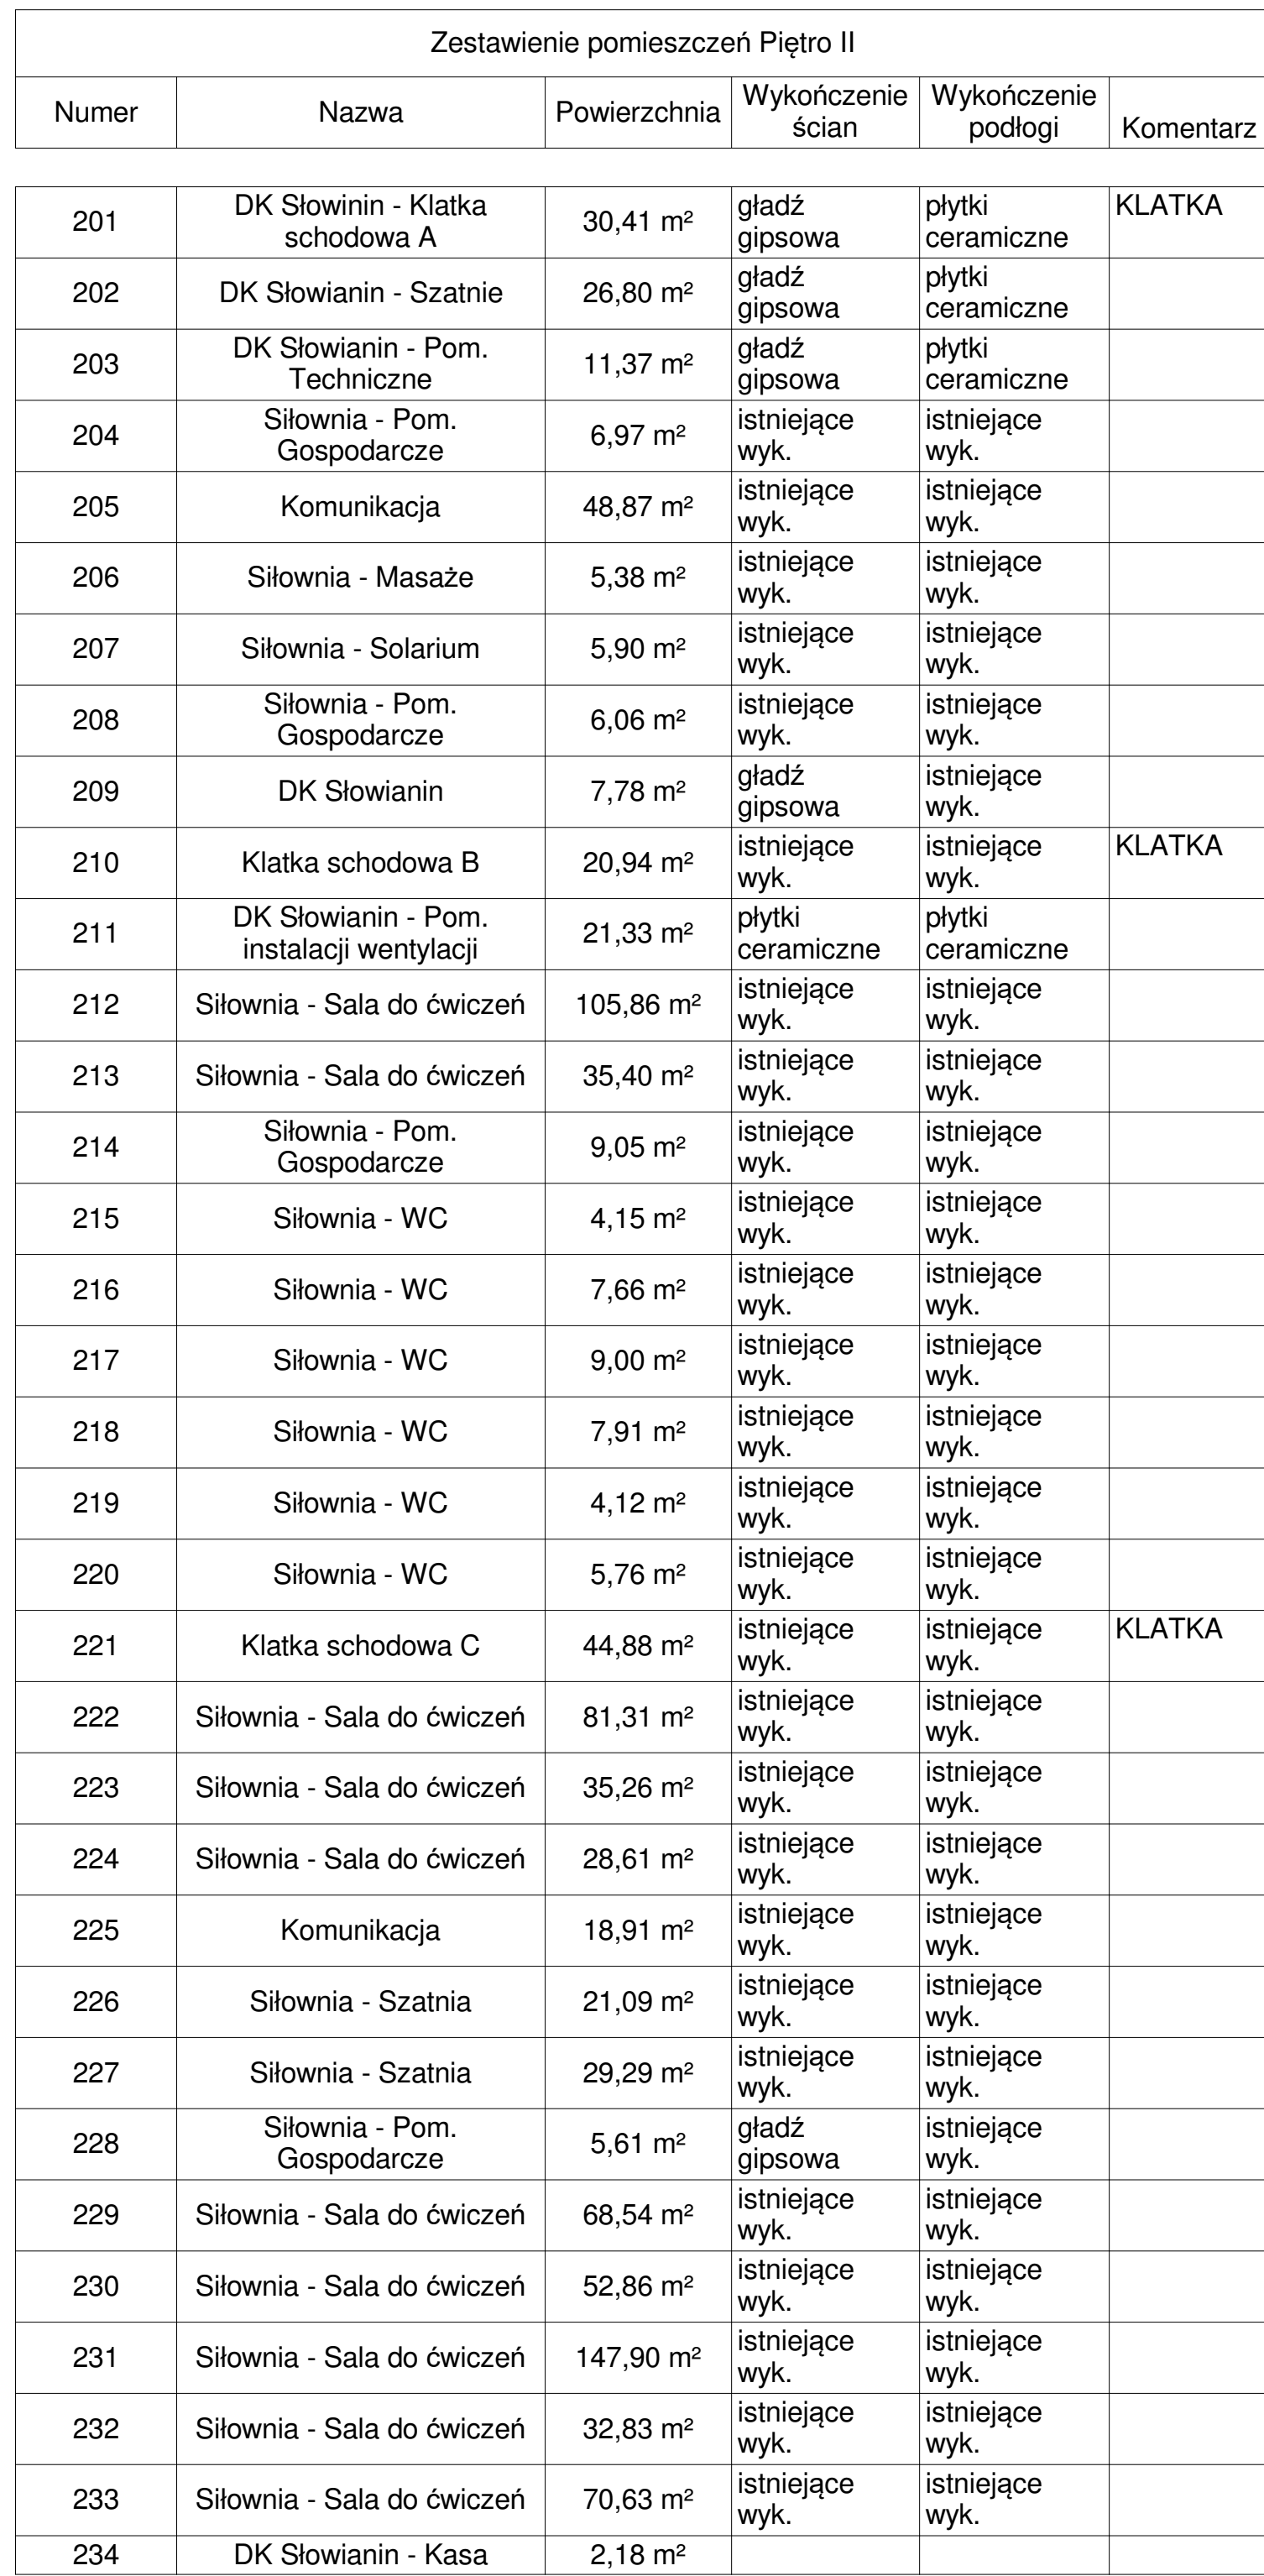 Zestawienie pomieszczeń Piętro II
Numer Nazwa Powierzchnia Wykończenie ścian Wykończenie podłogi Komentarz
201 DK Słowinin - Klatka schodowa A 30,41 m² gładź gipsowa płytki ceramiczne KLATKA
202 DK Słowianin - Szatnie 26,80 m² gładź gipsowa płytki ceramiczne
203 DK Słowianin - Pom. Techniczne 11,37 m² gładź gipsowa płytki ceramiczne
204 Siłownia - Pom. Gospodarcze 6,97 m² istniejące wyk. istniejące wyk.
205 Komunikacja 48,87 m² istniejące wyk. istniejące wyk.
206 Siłownia - Masaże 5,38 m² istniejące wyk. istniejące wyk.
207 Siłownia - Solarium 5,90 m² istniejące wyk. istniejące wyk.
208 Siłownia - Pom. Gospodarcze 6,06 m² istniejące wyk. istniejące wyk.
209 DK Słowianin 7,78 m² gładź gipsowa istniejące wyk.
210 Klatka schodowa B 20,94 m² istniejące wyk. istniejące wyk. KLATKA
211 DK Słowianin - Pom. instalacji wentylacji 21,33 m² płytki ceramiczne płytki ceramiczne
212 Siłownia - Sala do ćwiczeń 105,86 m² istniejące wyk. istniejące wyk.
213 Siłownia - Sala do ćwiczeń 35,40 m² istniejące wyk. istniejące wyk.
214 Siłownia - Pom. Gospodarcze 9,05 m² istniejące wyk. istniejące wyk.
215 Siłownia - WC 4,15 m² istniejące wyk. istniejące wyk.
216 Siłownia - WC 7,66 m² istniejące wyk. istniejące wyk.
217 Siłownia - WC 9,00 m² istniejące wyk. istniejące wyk.
218 Siłownia - WC 7,91 m² istniejące wyk. istniejące wyk.
219 Siłownia - WC 4,12 m² istniejące wyk. istniejące wyk.
220 Siłownia - WC 5,76 m² istniejące wyk. istniejące wyk.
221 Klatka schodowa C 44,88 m² istniejące wyk. istniejące wyk. KLATKA
222 Siłownia - Sala do ćwiczeń 81,31 m² istniejące wyk. istniejące wyk.
223 Siłownia - Sala do ćwiczeń 35,26 m² istniejące wyk. istniejące wyk.
224 Siłownia - Sala do ćwiczeń 28,61 m² istniejące wyk. istniejące wyk.
225 Komunikacja 18,91 m² istniejące wyk. istniejące wyk.
226 Siłownia - Szatnia 21,09 m² istniejące wyk. istniejące wyk.
227 Siłownia - Szatnia 29,29 m² istniejące wyk. istniejące wyk.
228 Siłownia - Pom. Gospodarcze 5,61 m² gładź gipsowa istniejące wyk.
229 Siłownia - Sala do ćwiczeń 68,54 m² istniejące wyk. istniejące wyk.
230 Siłownia - Sala do ćwiczeń 52,86 m² istniejące wyk. istniejące wyk.
231 Siłownia - Sala do ćwiczeń 147,90 m² istniejące wyk. istniejące wyk.
232 Siłownia - Sala do ćwiczeń 32,83 m² istniejące wyk. istniejące wyk.
233 Siłownia - Sala do ćwiczeń 70,63 m² istniejące wyk. istniejące wyk.
234 DK Słowianin - Kasa 2,18 m²